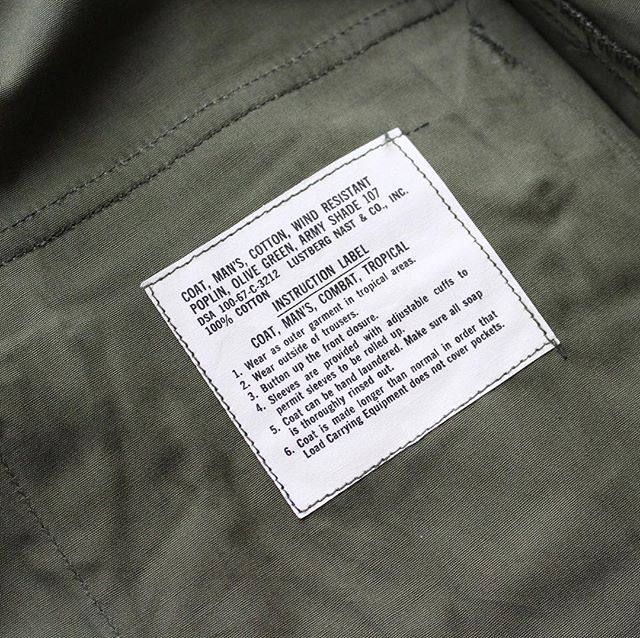 COAT, MAN'S, COTTON, WIND RESISTANT
POPLIN, OLIVE GREEN, ARMY SHADE 107
DSA 100-67-C-3212 LUSTBERG NAST & CO., INC.
100% COTTON
INSTRUCTION LABEL
COAT, MAN'S, COMBAT, TROPICAL
1. Wear as outer garment in tropical areas.
2. Wear outside of trousers.
3. Button up the front closure.
4. Sleeves are provided with adjustable cuffs to
permit sleeves to be rolled up.
5. Coat can be hand laundered. Make sure all soap
is thoroughly rinsed out.
6. Coat is made longer than normal in order that
Load Carrying Equipment does not cover pockets.